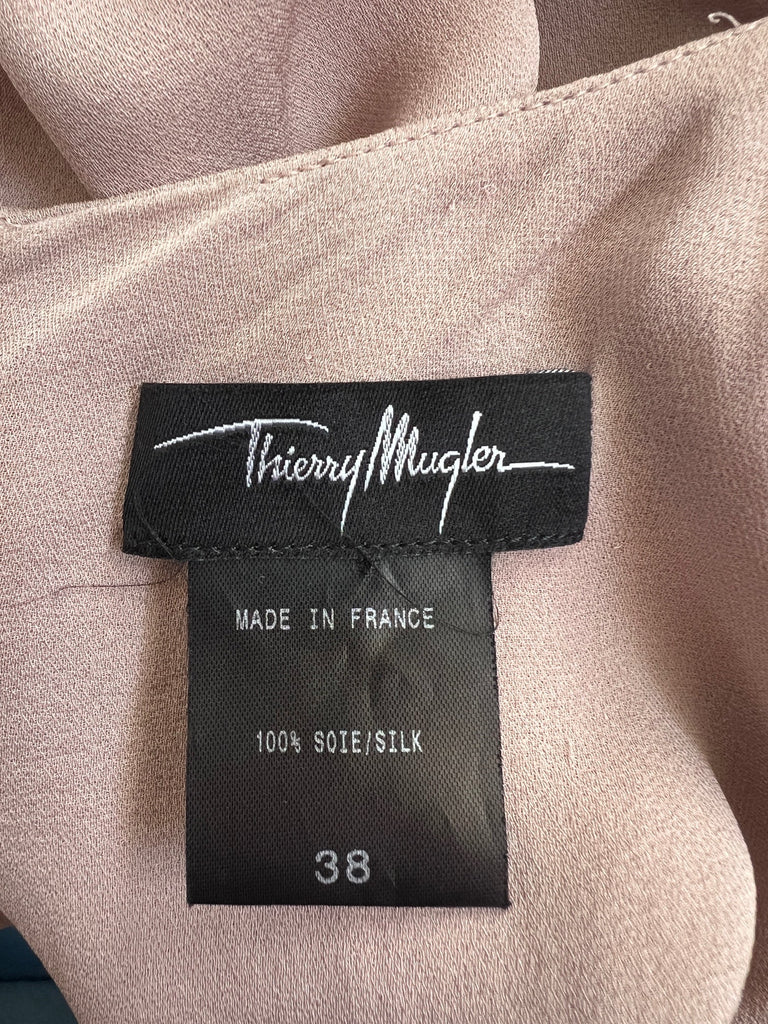 Thierry Mugler
MADE IN FRANCE
100% SOIE/SILK
38